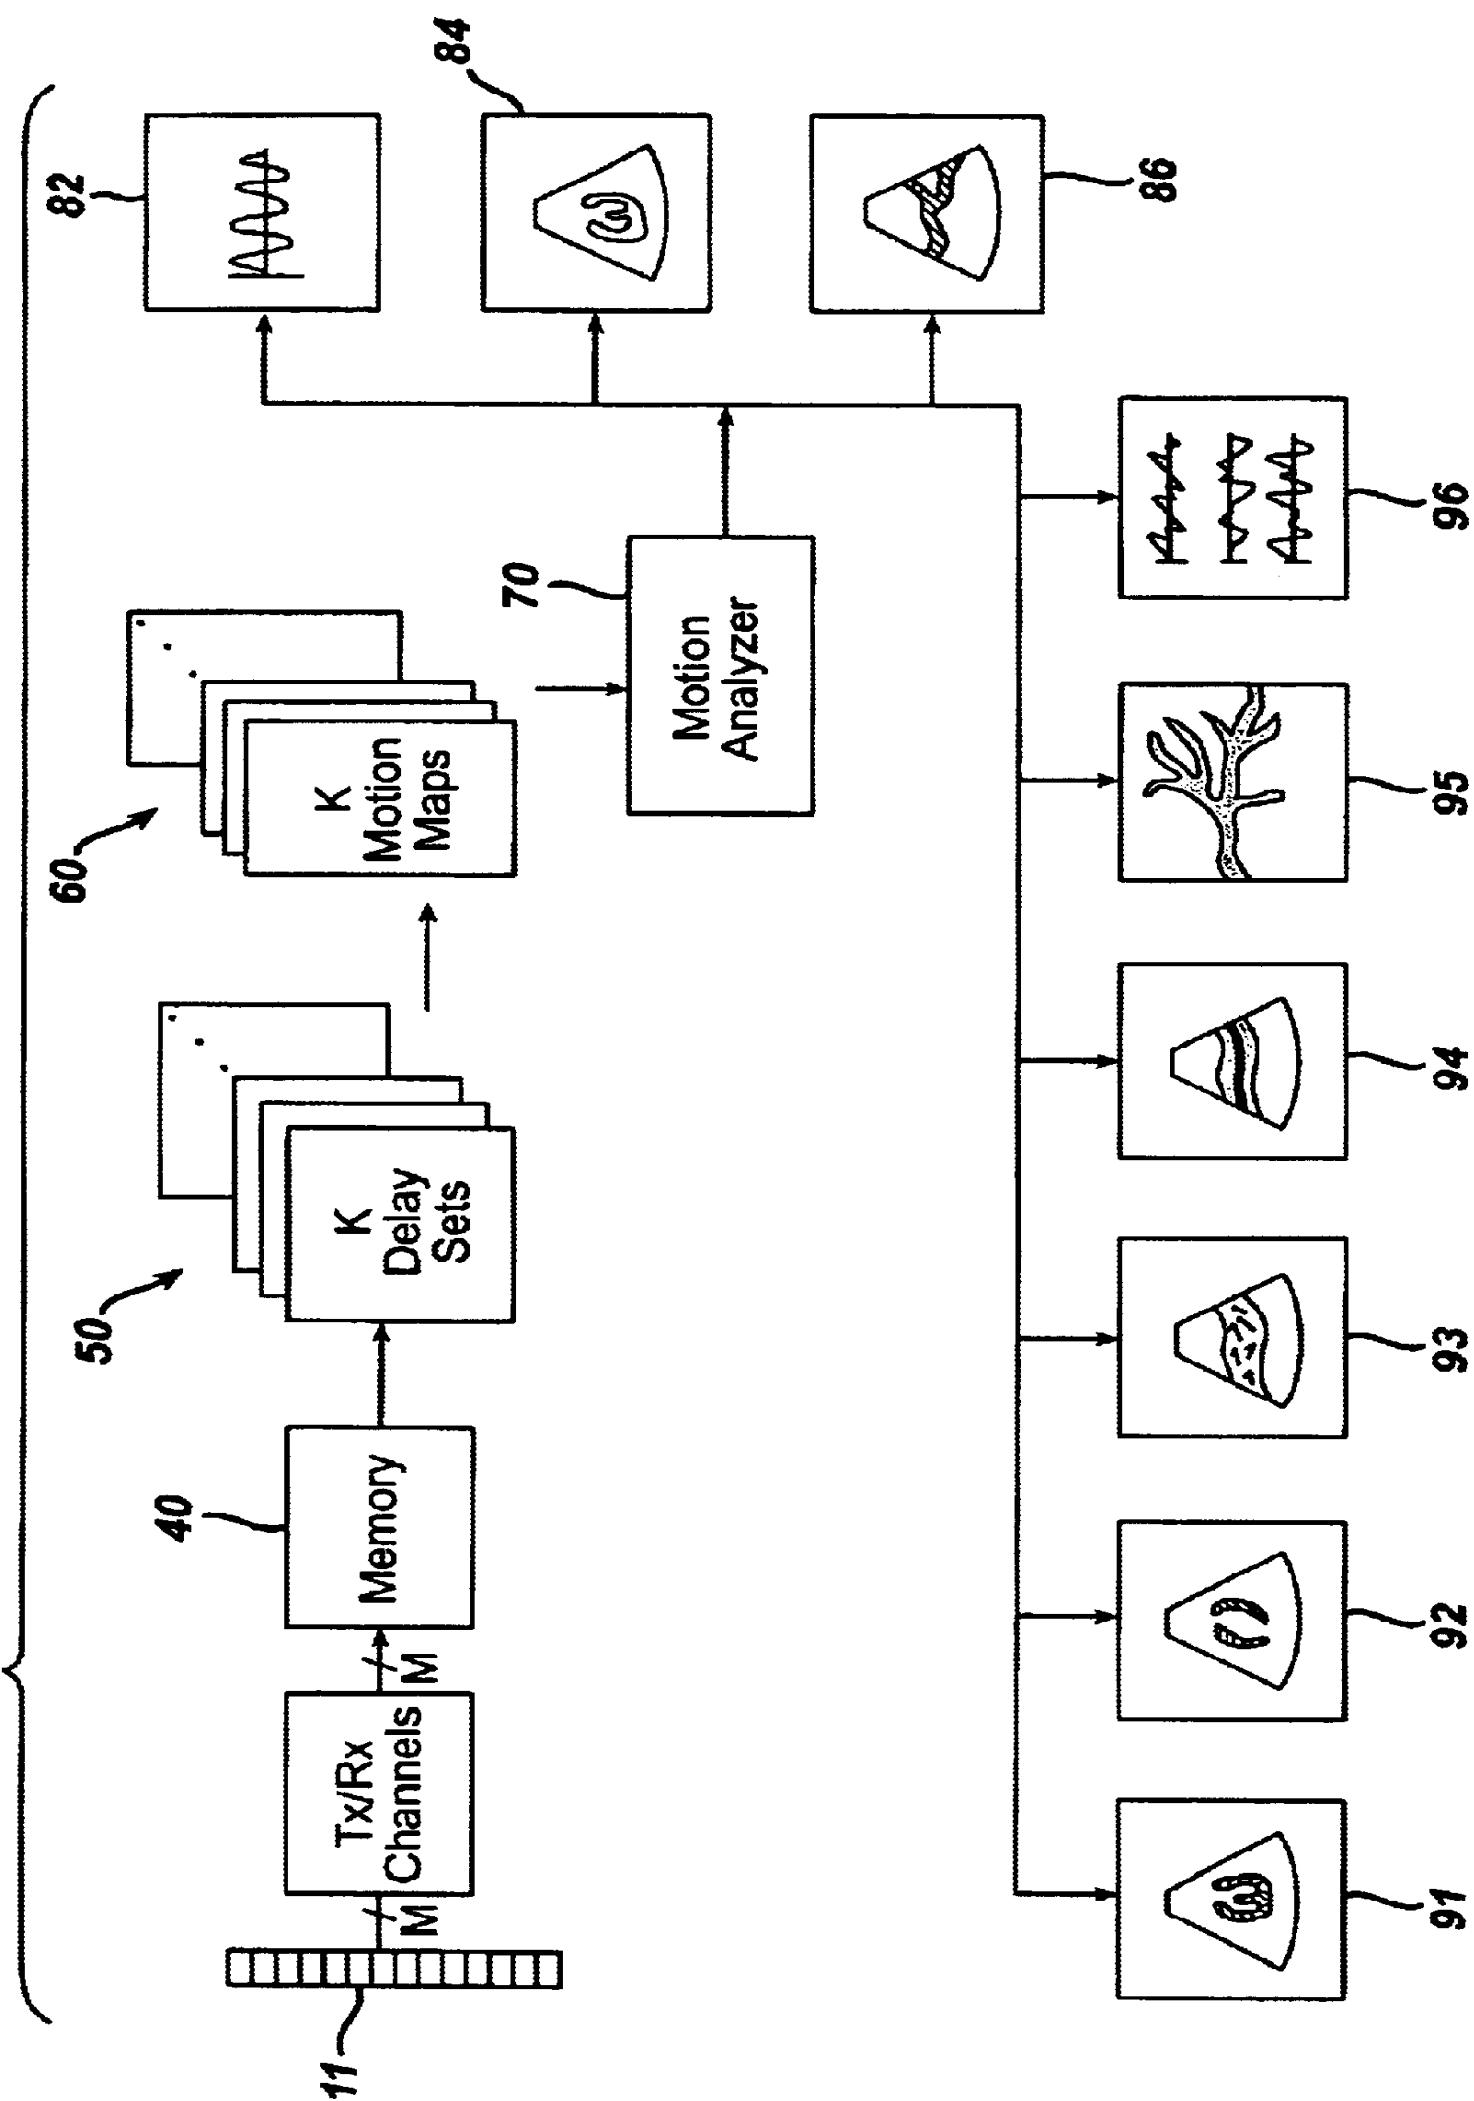 82
84
86
60
K
Motion
Maps
70
Motion
Analyzer
50
K
Delay
Sets
40
Memory
M
Tx/Rx
Channels
M
11
91
92
93
94
95
96